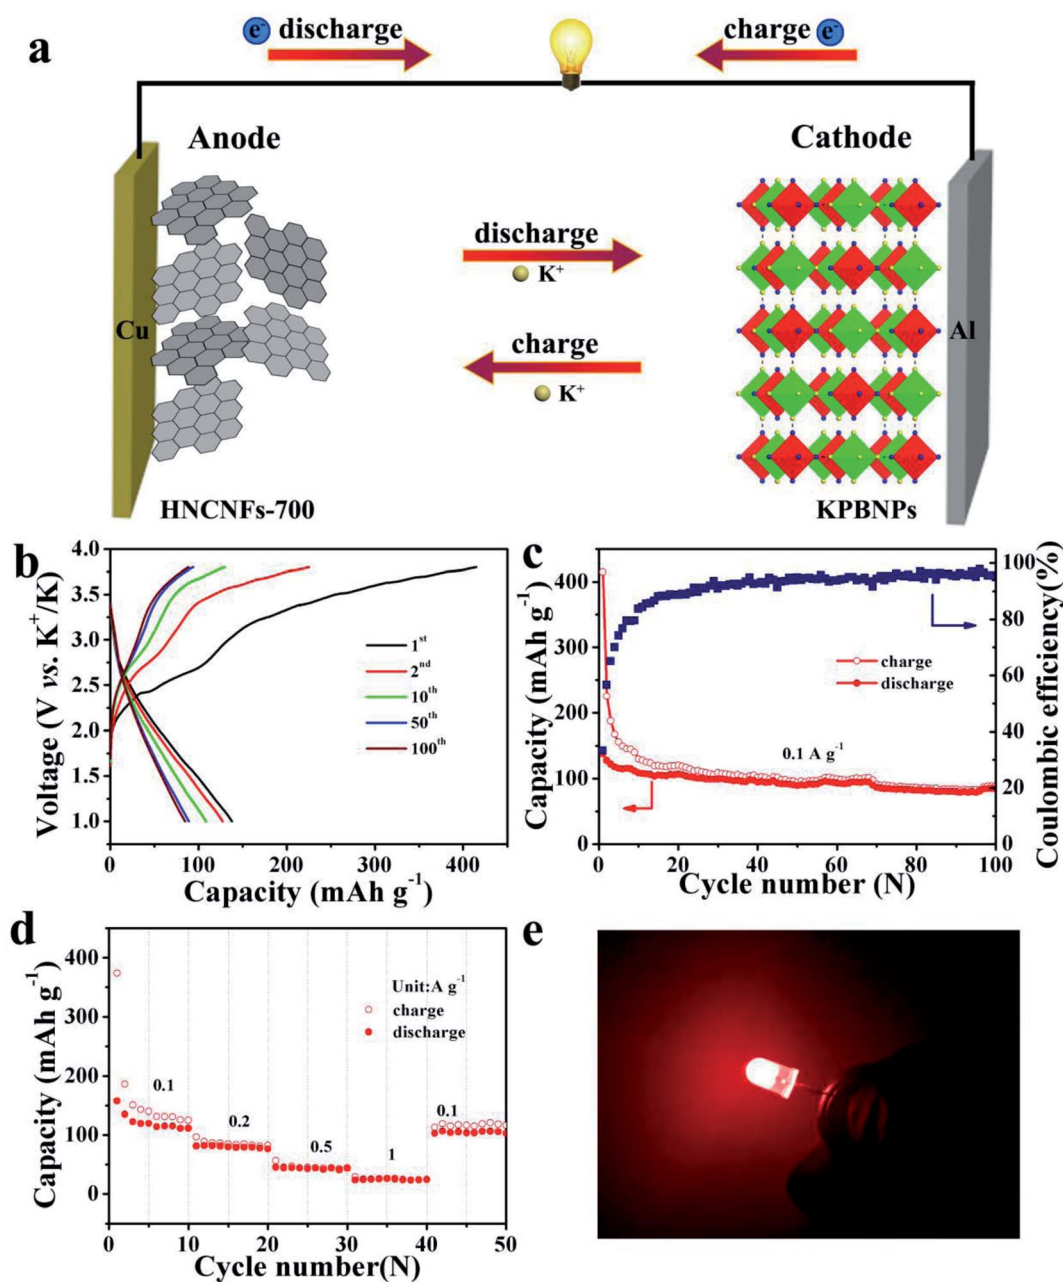 a
e⁻ discharge
charge e⁻
Anode
Cathode
discharge
K⁺
Cu
Al
charge
K⁺
HNCNFs-700
KPBNPs
b
Voltage (V vs. K⁺/K)
4.0
3.5
3.0
2.5
2.0
1.5
1.0
1ˢᵗ
2ⁿᵈ
10ᵗʰ
50ᵗʰ
100ᵗʰ
0 100 200 300 400
Capacity (mAh g⁻¹)
c
Capacity (mAh g⁻¹)
400
300
200
100
0
charge
discharge
0.1 A g⁻¹
100
80
60
40
20
0
Coulombic efficiency(%)
0 20 40 60 80 100
Cycle number (N)
d
Capacity (mAh g⁻¹)
400
300
200
100
0
Unit:A g⁻¹
charge
discharge
0.1
0.2
0.5
1
0.1
0 10 20 30 40 50
Cycle number(N)
e